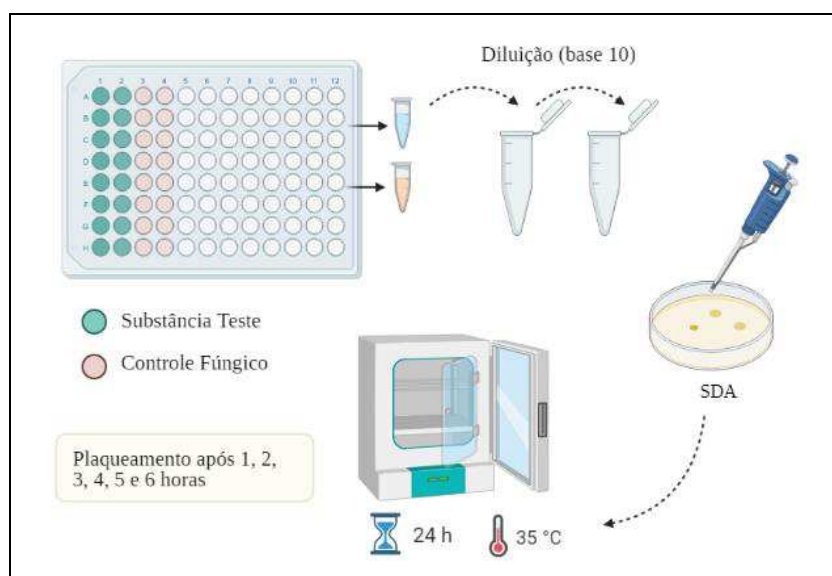 Diluição (base 10)
1 2 3 4 5 6 7 8 9 10 11 12
A
B
C
D
E
F
G
H
Substância Teste
Controle Fúngico
SDA
Plaqueamento após 1, 2,
3, 4, 5 e 6 horas
24 h
35 °C